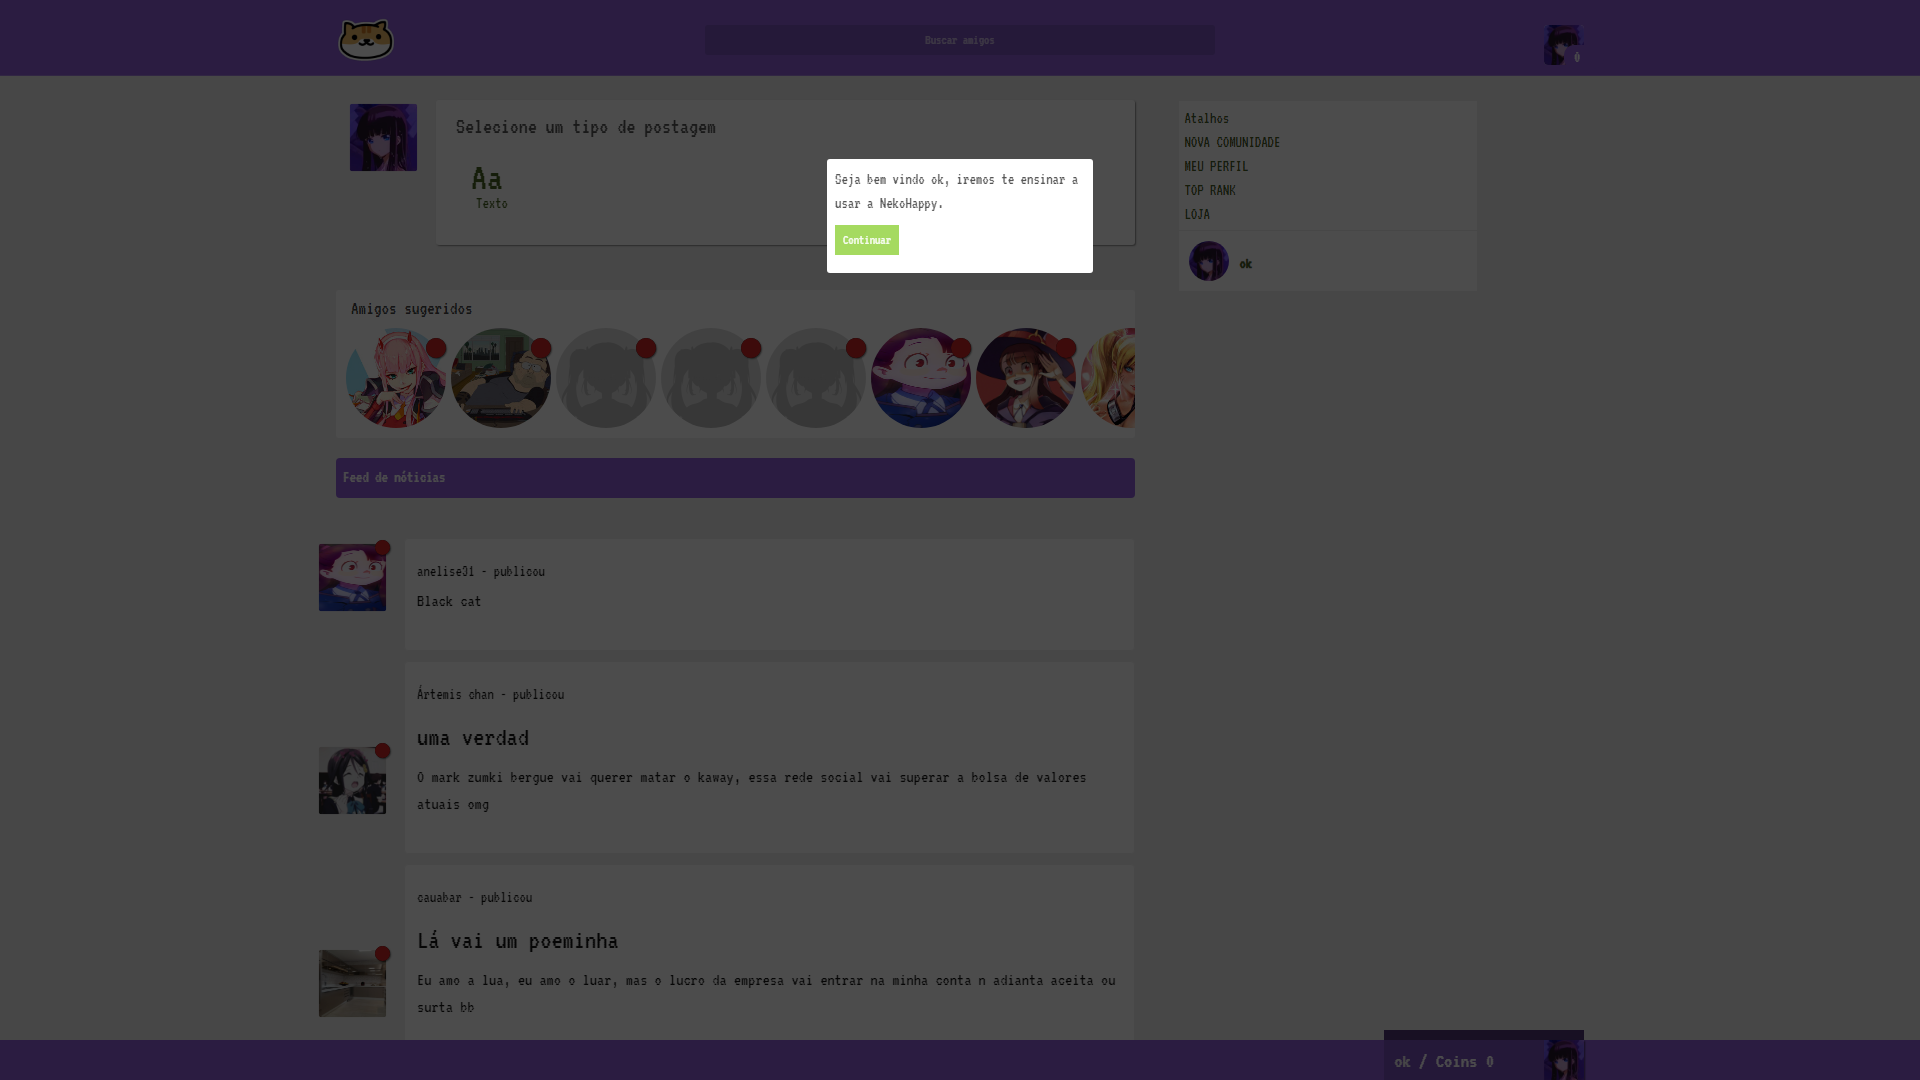 Buscar amigos
0
Selecione um tipo de postagem
Aa
Texto
Seja bem vindo ok, iremos te ensinar a
usar a NekoHappy.
Continuar
Atalhos
NOVA COMUNIDADE
MEU PERFIL
TOP RANK
LOJA
ok
Amigos sugeridos
Feed de nóticias
anelise31 - publicou
Black cat
Ártemis chan - publicou
uma verdad
O mark zumki bergue vai querer matar o kaway, essa rede social vai superar a bolsa de valores
atuais omg
cauabar - publicou
Lá vai um poeminha
Eu amo a lua, eu amo o luar, mas o lucro da empresa vai entrar na minha conta n adianta aceita ou
surta bb
ok / Coins 0